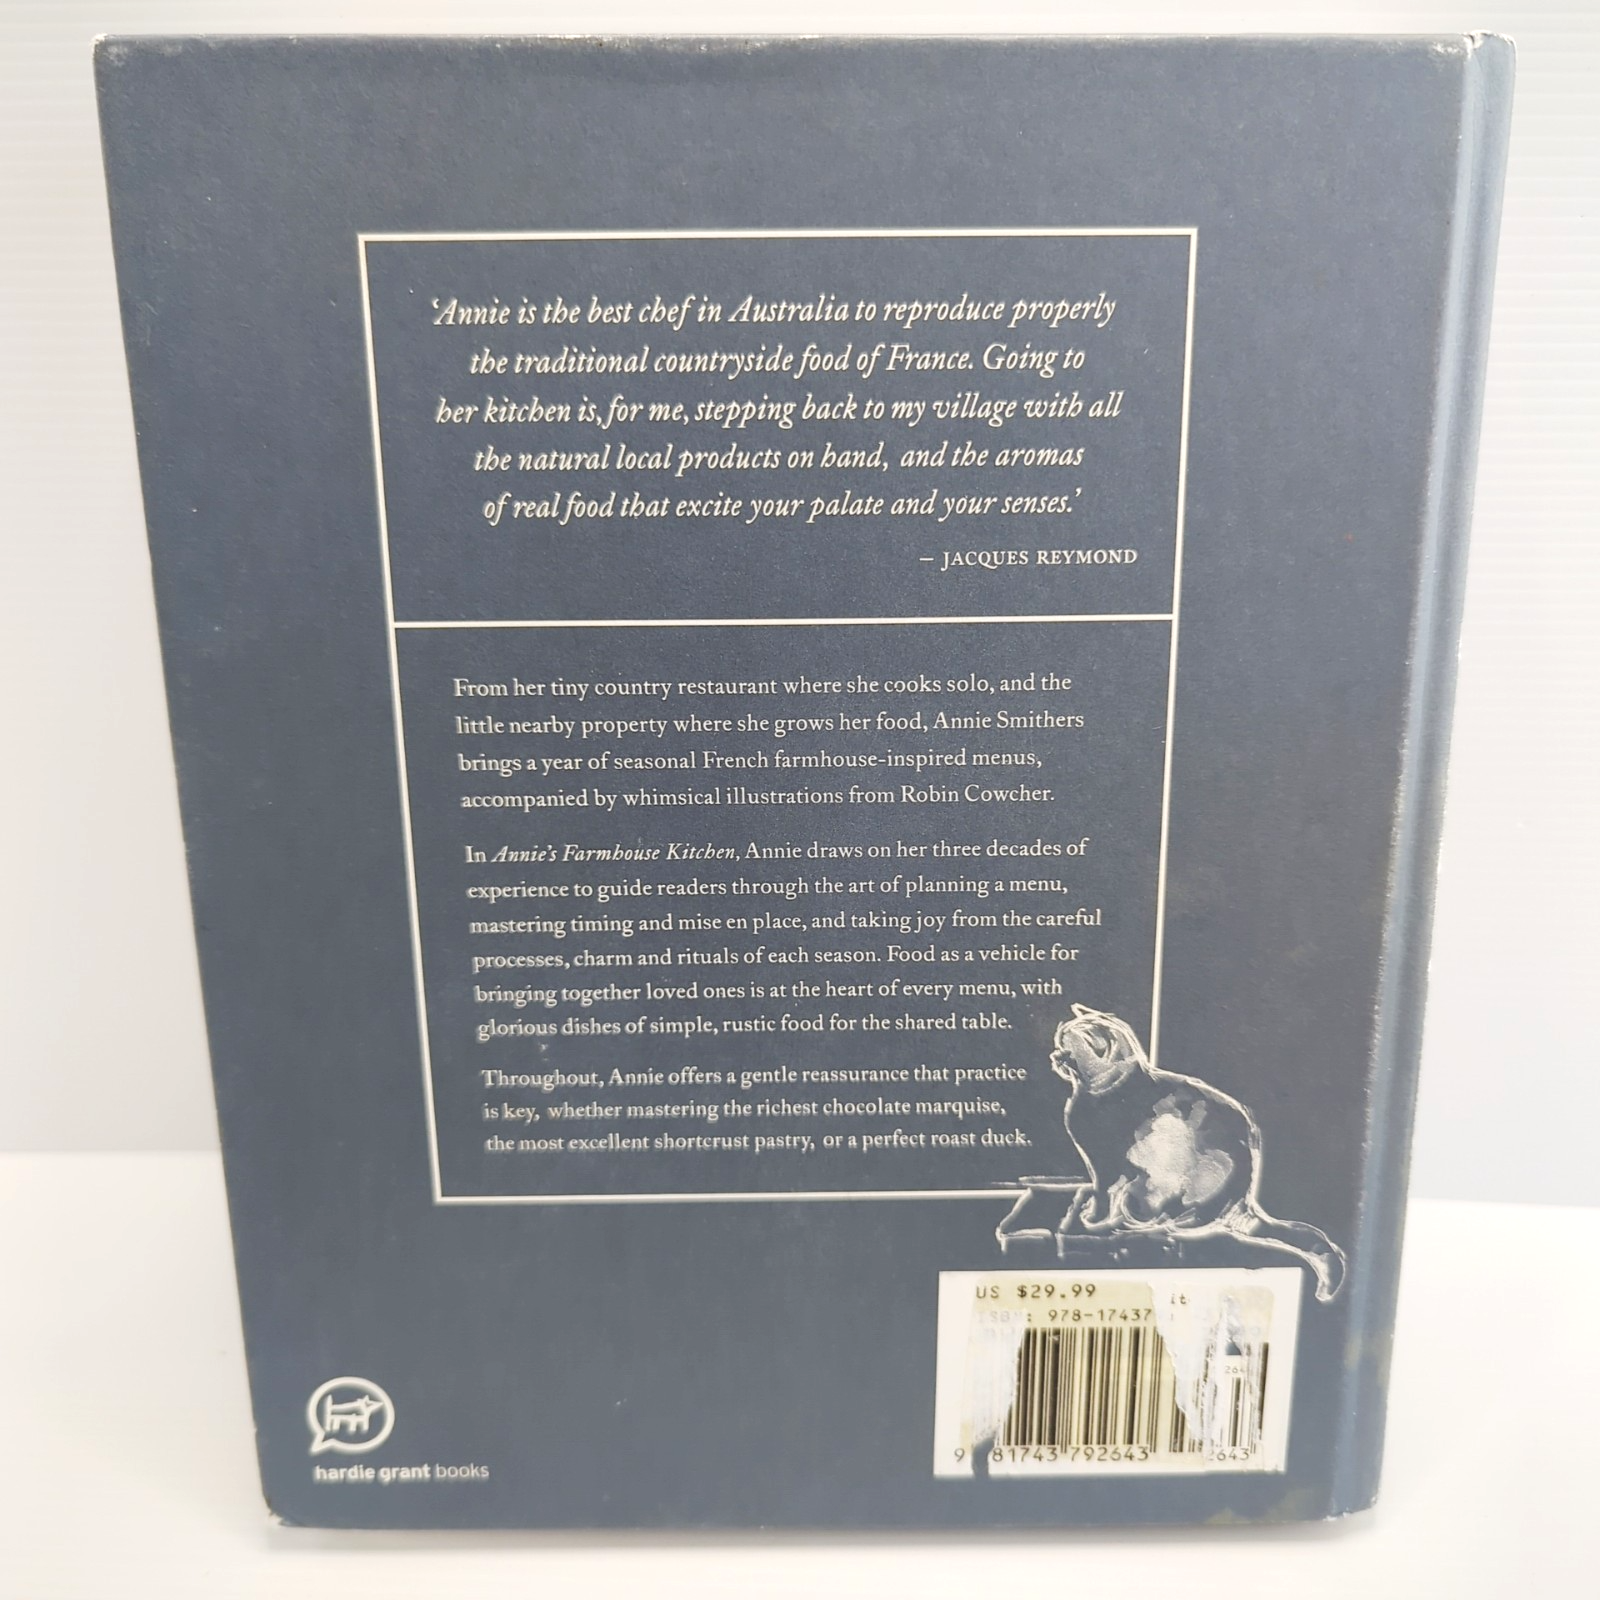 ‘Annie is the best chef in Australia to reproduce properly
the traditional countryside food of France. Going to
her kitchen is, for me, stepping back to my village with all
the natural local products on hand, and the aromas
of real food that excite your palate and your senses.’
– JACQUES REYMOND
From her tiny country restaurant where she cooks solo, and the
little nearby property where she grows her food, Annie Smithers
brings a year of seasonal French farmhouse-inspired menus,
accompanied by whimsical illustrations from Robin Cowcher.
In Annie’s Farmhouse Kitchen, Annie draws on her three decades of
experience to guide readers through the art of planning a menu,
mastering timing and mise en place, and taking joy from the careful
processes, charm and rituals of each season. Food as a vehicle for
bringing together loved ones is at the heart of every menu, with
glorious dishes of simple, rustic food for the shared table.
Throughout, Annie offers a gentle reassurance that practice
is key, whether mastering the richest chocolate marquise,
the most excellent shortcrust pastry, or a perfect roast duck.
US $29.99
ISBN: 978-17437
9 781743 792643
hardie grant books